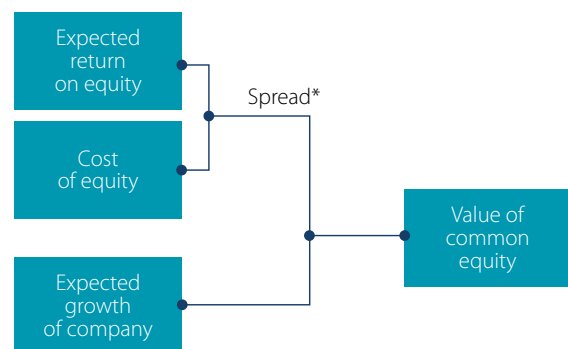 Expected
return
on equity
Spread*
Cost
of equity
Value of
common
equity
Expected
growth
of company